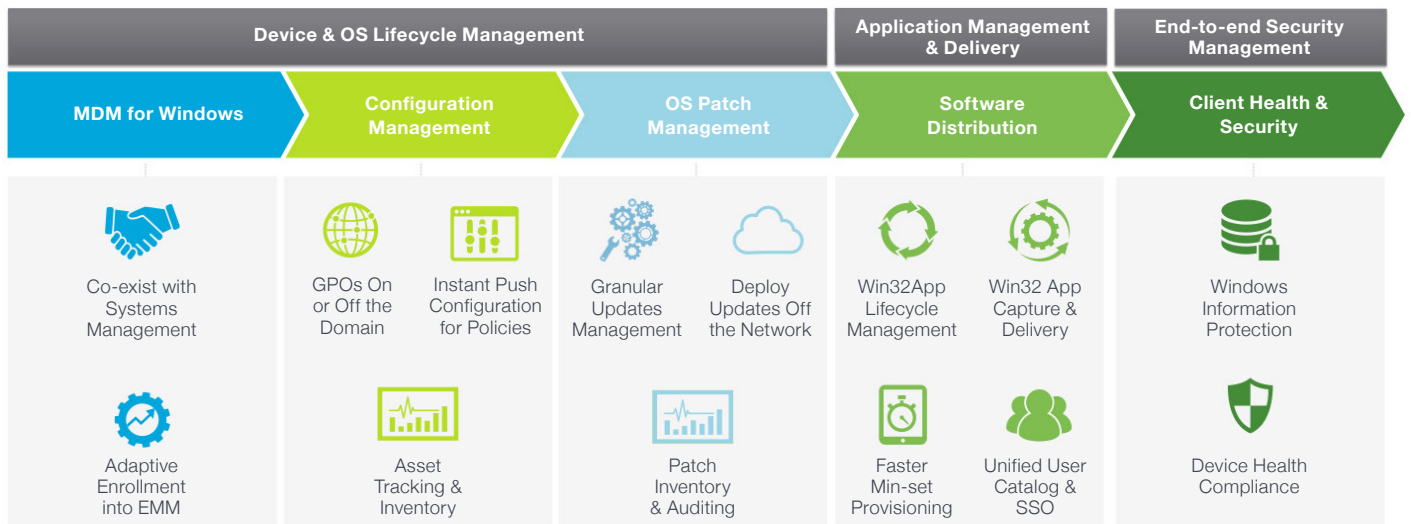 Device & OS Lifecycle Management
Application Management
& Delivery
End-to-end Security
Management
MDM for Windows
Configuration
Management
OS Patch
Management
Software
Distribution
Client Health &
Security
Co-exist with
Systems
Management
Adaptive
Enrollment
into EMM
GPOs On
or Off the
Domain
Instant Push
Configuration
for Policies
Asset
Tracking &
Inventory
Granular
Updates
Management
Deploy
Updates Off
the Network
Patch
Inventory
& Auditing
Win32App
Lifecycle
Management
Win32 App
Capture &
Delivery
Faster
Min-set
Provisioning
Unified User
Catalog &
SSO
Windows
Information
Protection
Device Health
Compliance